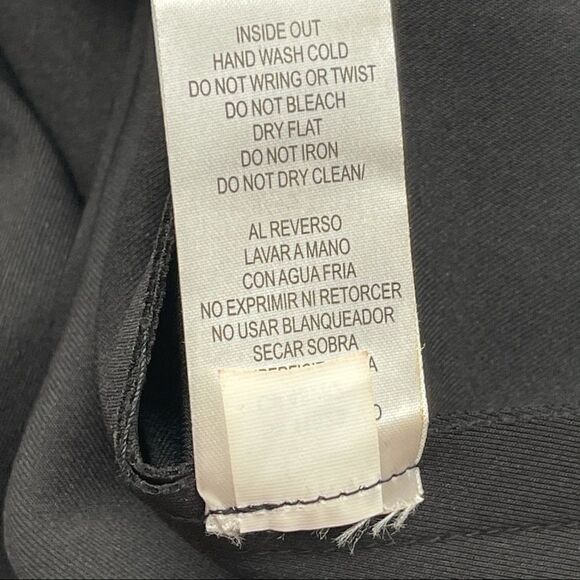 INSIDE OUT
HAND WASH COLD
DO NOT WRING OR TWIST
DO NOT BLEACH
DRY FLAT
DO NOT IRON
DO NOT DRY CLEAN/
AL REVERSO
LAVAR A MANO
CON AGUA FRIA
NO EXPRIMIR NI RETORCER
NO USAR BLANQUEADOR
SECAR SOBRA